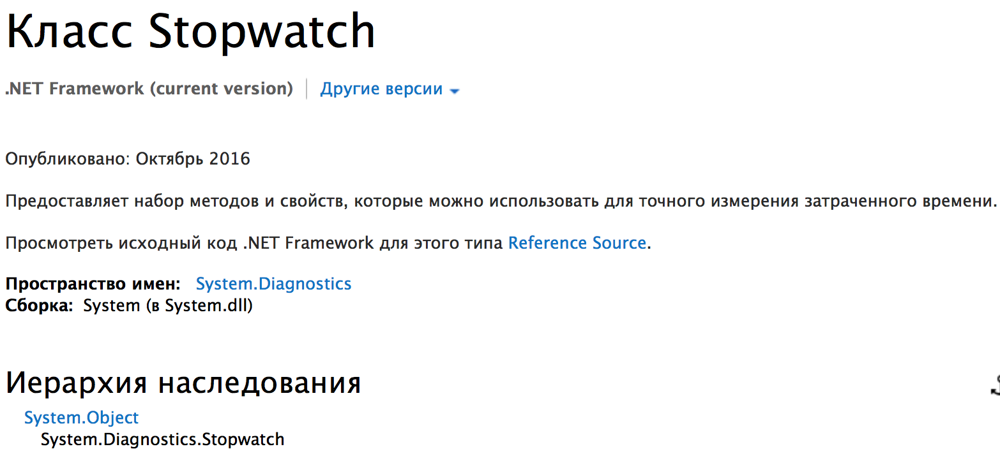 Класс Stopwatch
.NET Framework (current version) Другие версии
Опубликовано: Октябрь 2016
Предоставляет набор методов и свойств, которые можно использовать для точного измерения затраченного времени.
Просмотреть исходный код .NET Framework для этого типа Reference Source.
Пространство имен: System.Diagnostics
Сборка: System (в System.dll)
Иерархия наследования
System.Object
System.Diagnostics.Stopwatch